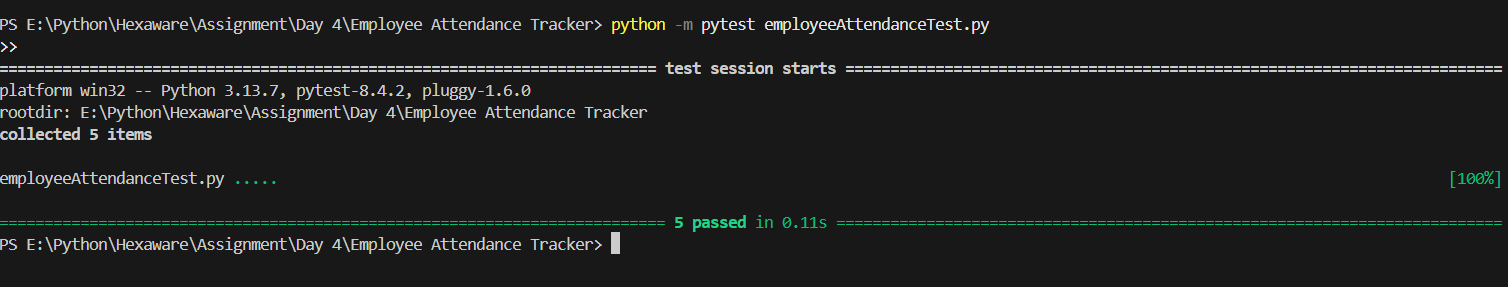 PS E:\Python\Hexaware\Assignment\Day 4\Employee Attendance Tracker> python -m pytest employeeAttendanceTest.py
>>
============================================================================ test session starts ============================================================================
platform win32 -- Python 3.13.7, pytest-8.4.2, pluggy-1.6.0
rootdir: E:\Python\Hexaware\Assignment\Day 4\Employee Attendance Tracker
collected 5 items
employeeAttendanceTest.py ..... [100%]
============================================================================= 5 passed in 0.11s =============================================================================
PS E:\Python\Hexaware\Assignment\Day 4\Employee Attendance Tracker>